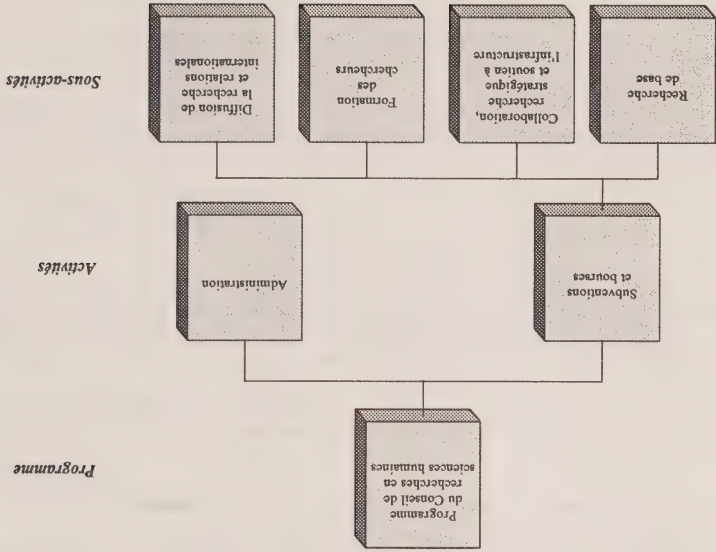 Programme
du Conseil de
recherches en
sciences humaines
Programme
Subventions
et bourses
Administration
Activités
Recherche
de base
Collaboration,
recherche
stratégique
et soutien à
l'infrastructure
Formation
des
chercheurs
Diffusion de
la recherche
et relations
internationales
Sous-activités